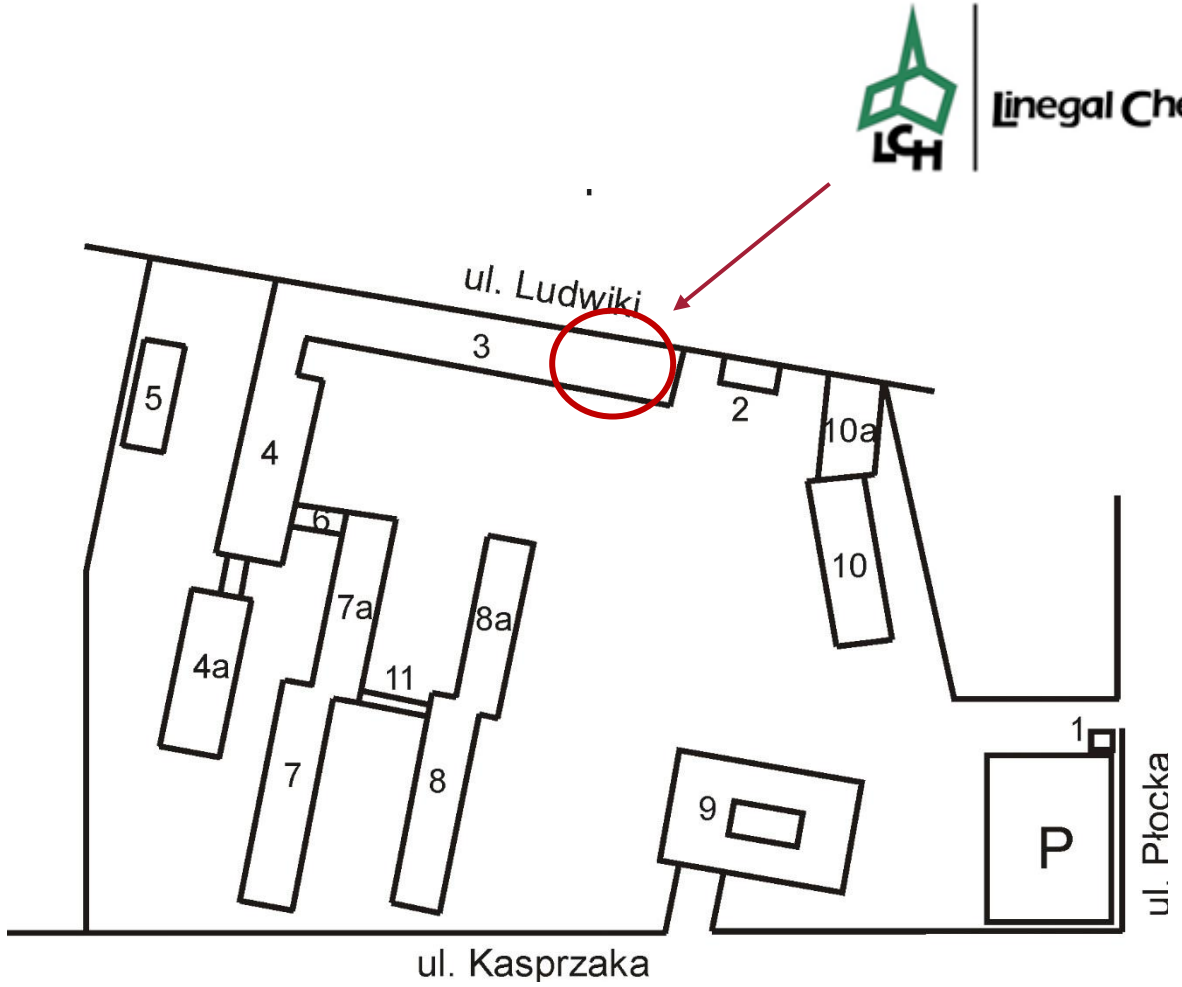 Linegal Che
LCH
ul. Ludwiki
3
2
5
4
10a
6
10
7a
8a
4a
11
1
7
8
9
P
ul. Płocka
ul. Kasprzaka